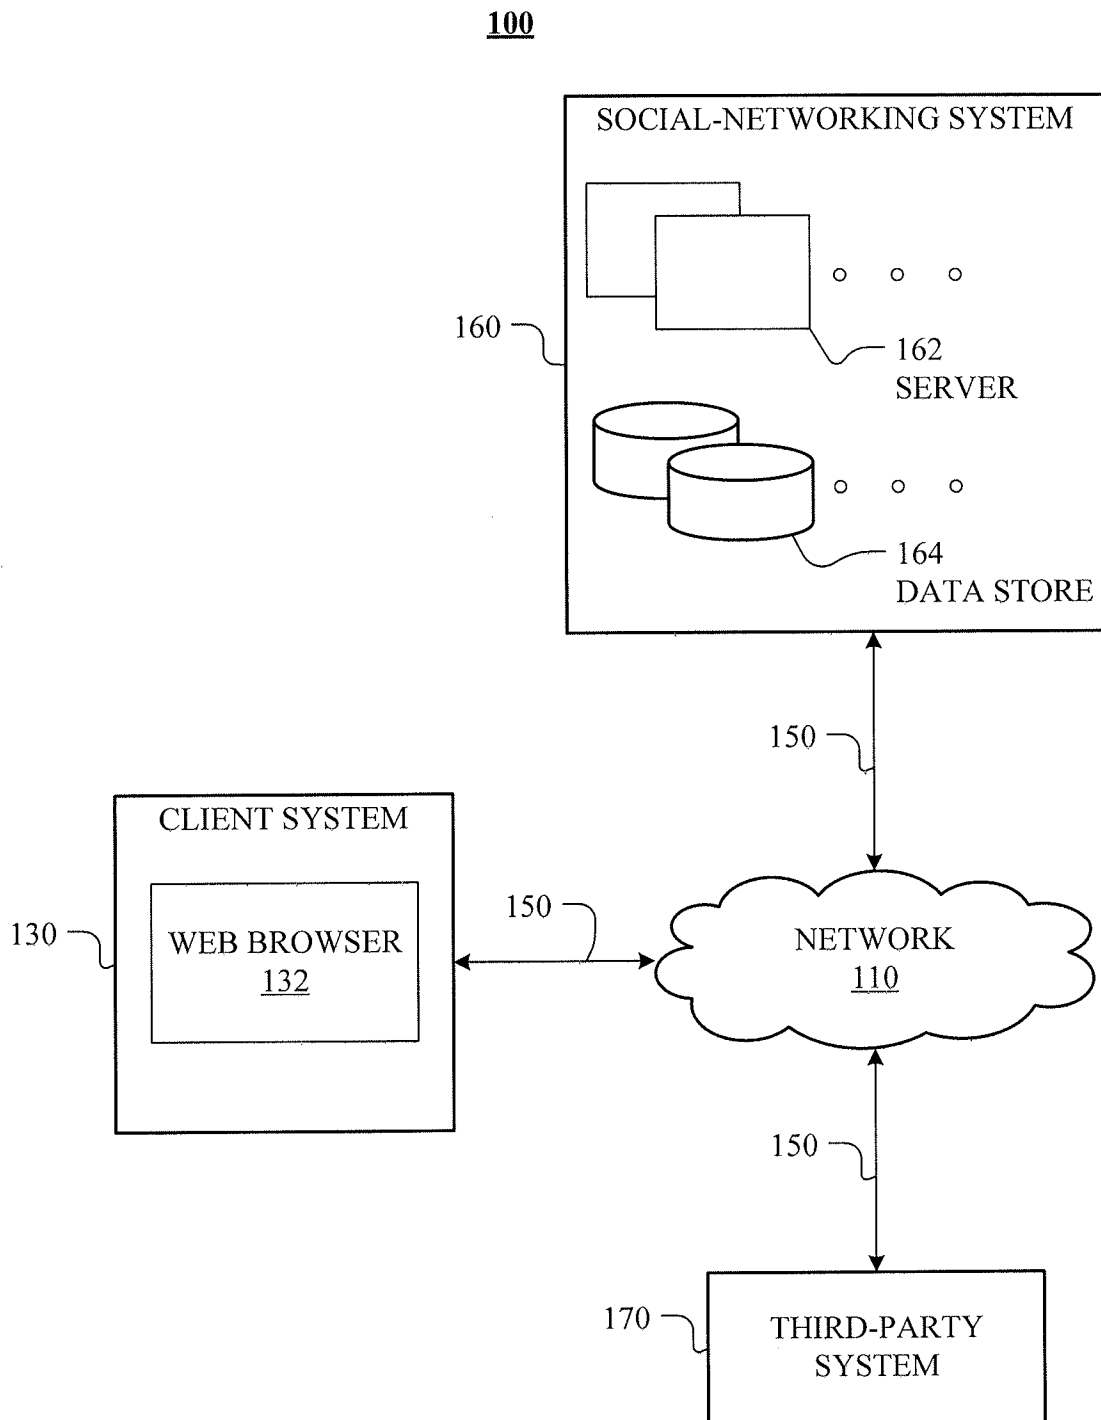 100
SOCIAL-NETWORKING SYSTEM
160
162
SERVER
164
DATA STORE
150
CLIENT SYSTEM
130
WEB BROWSER
132
150
NETWORK
110
150
170
THIRD-PARTY
SYSTEM